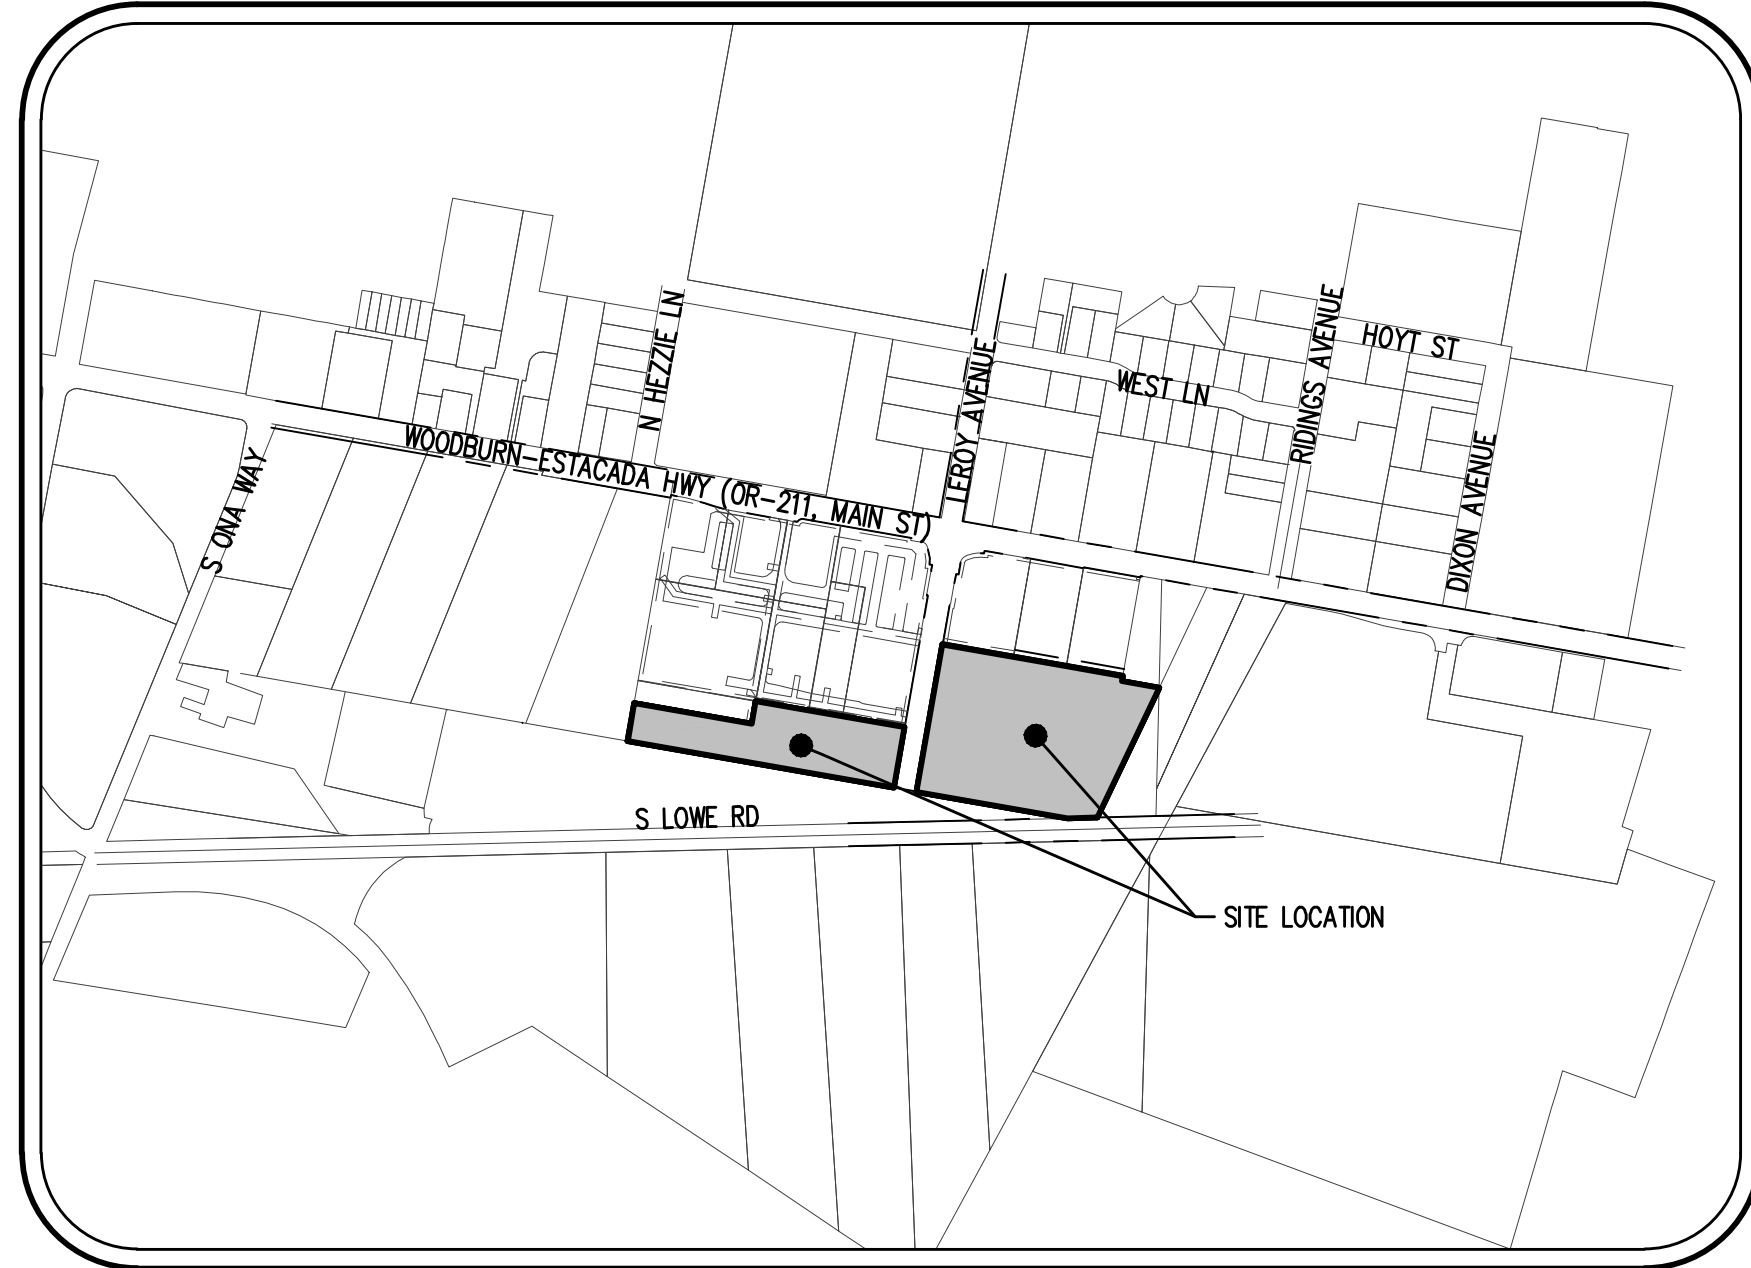 N HEZZIE LN
LEROY AVENUE
RIDINGS AVENUE
HOYT ST
WEST LN
WOODBURN-ESTACADA HWY (OR-211, MAIN ST)
DIXON AVENUE
S ONA WAY
S LOWE RD
SITE LOCATION